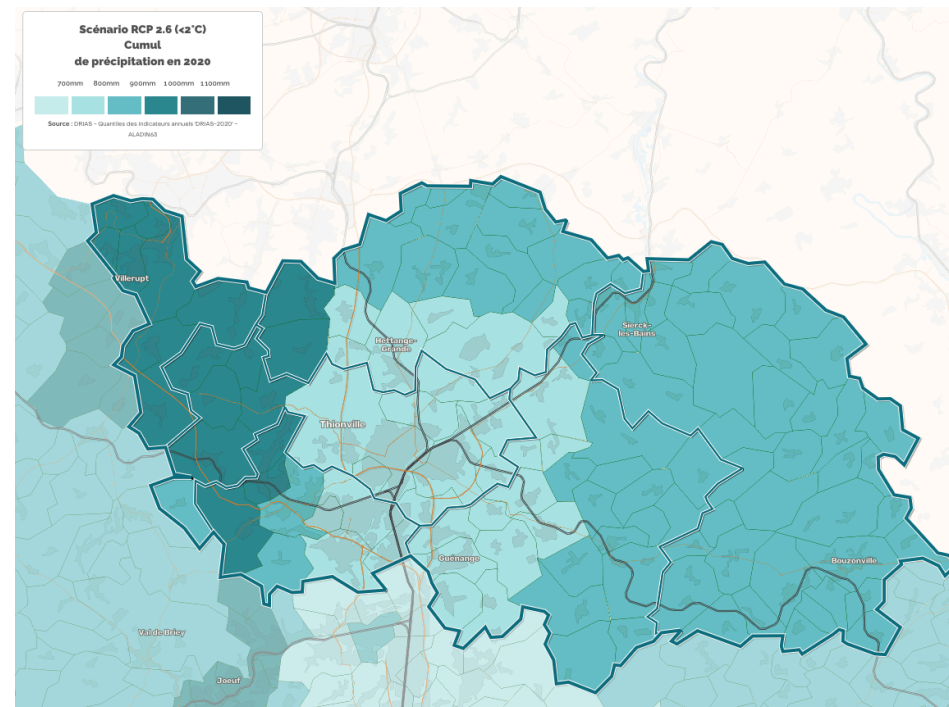 Scénario RCP 2.6 (<2°C)
Cumul
de précipitation en 2020
700mm 800mm 900mm 1000mm 1100mm
Source : DRIAS - Quantiles des indicateurs annuels 'DRIAS-2020' -
ALADIN63
Villerupt
Sierck-
les-Bains
Hettange-
Grande
Thionville
Guénange
Bouzonville
Val de Briey
Joeuf